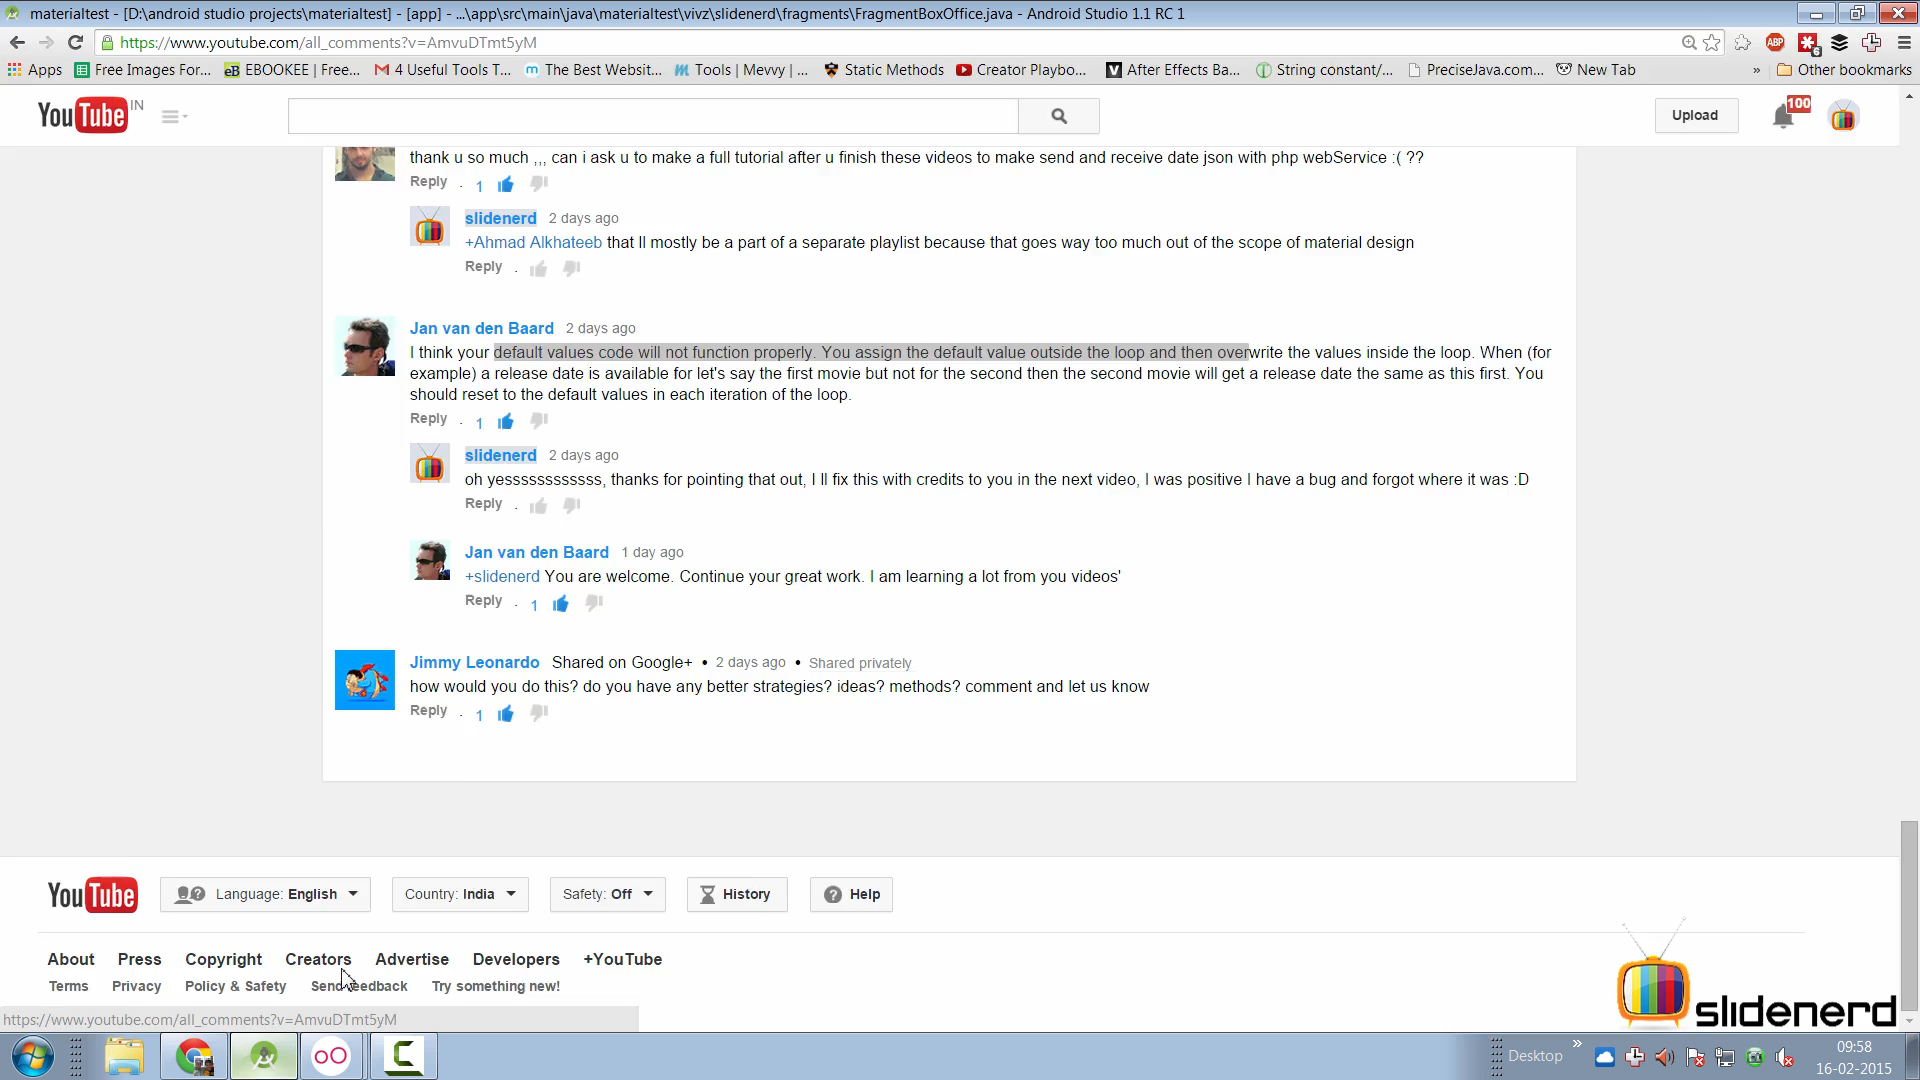 materialtest - [D:\android studio projects\materialtest] - [app] - ...\app\src\main\java\materialtest\vivz\slidenerd\fragments\FragmentBoxOffice.java - Android Studio 1.1 RC 1
https://www.youtube.com/all_comments?v=AmvuDTmt5yM
ABP
6
Apps Free Images For... eB EBOOKEE | Free... 4 Useful Tools T... The Best Websit... Tools | Mevvy | ... Static Methods Creator Playbo... After Effects Ba... String constant/... PreciseJava.com... New Tab » Other bookmarks
YouTube IN
Upload
100
thank u so much ,,, can i ask u to make a full tutorial after u finish these videos to make send and receive date json with php webService :( ??
Reply . 1
slidenerd 2 days ago
+Ahmad Alkhateeb that ll mostly be a part of a separate playlist because that goes way too much out of the scope of material design
Reply .
Jan van den Baard 2 days ago
I think your default values code will not function properly. You assign the default value outside the loop and then overwrite the values inside the loop. When (for
example) a release date is available for let's say the first movie but not for the second then the second movie will get a release date the same as this first. You
should reset to the default values in each iteration of the loop.
Reply . 1
slidenerd 2 days ago
oh yesssssssssssss, thanks for pointing that out, I ll fix this with credits to you in the next video, I was positive I have a bug and forgot where it was :D
Reply .
Jan van den Baard 1 day ago
+slidenerd You are welcome. Continue your great work. I am learning a lot from you videos'
Reply . 1
Jimmy Leonardo Shared on Google+ • 2 days ago • Shared privately
how would you do this? do you have any better strategies? ideas? methods? comment and let us know
Reply . 1
YouTube Language: English Country: India Safety: Off History Help
About Press Copyright Creators Advertise Developers +YouTube
Terms Privacy Policy & Safety Send feedback Try something new!
https://www.youtube.com/all_comments?v=AmvuDTmt5yM
slidenerd
Desktop »
09:58
16-02-2015